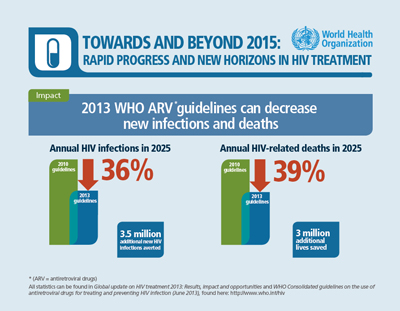 TOWARDS AND BEYOND 2015:
RAPID PROGRESS AND NEW HORIZONS IN HIV TREATMENT
World Health
Organization
Impact
2013 WHO ARV* guidelines can decrease
new infections and deaths
Annual HIV infections in 2025
2010
guidelines
36%
2013
guidelines
3.5 million
additional new HIV
infections averted
Annual HIV-related deaths in 2025
2010
guidelines
39%
2013
guidelines
3 million
additional
lives saved
* (ARV = antiretroviral drugs)
All statistics can be found in Global update on HIV treatment 2013: Results, impact and opportunities and WHO Consolidated guidelines on the use
of antiretroviral drugs for treating and preventing HIV infection (June 2013), found here: http://www.who.int/hiv